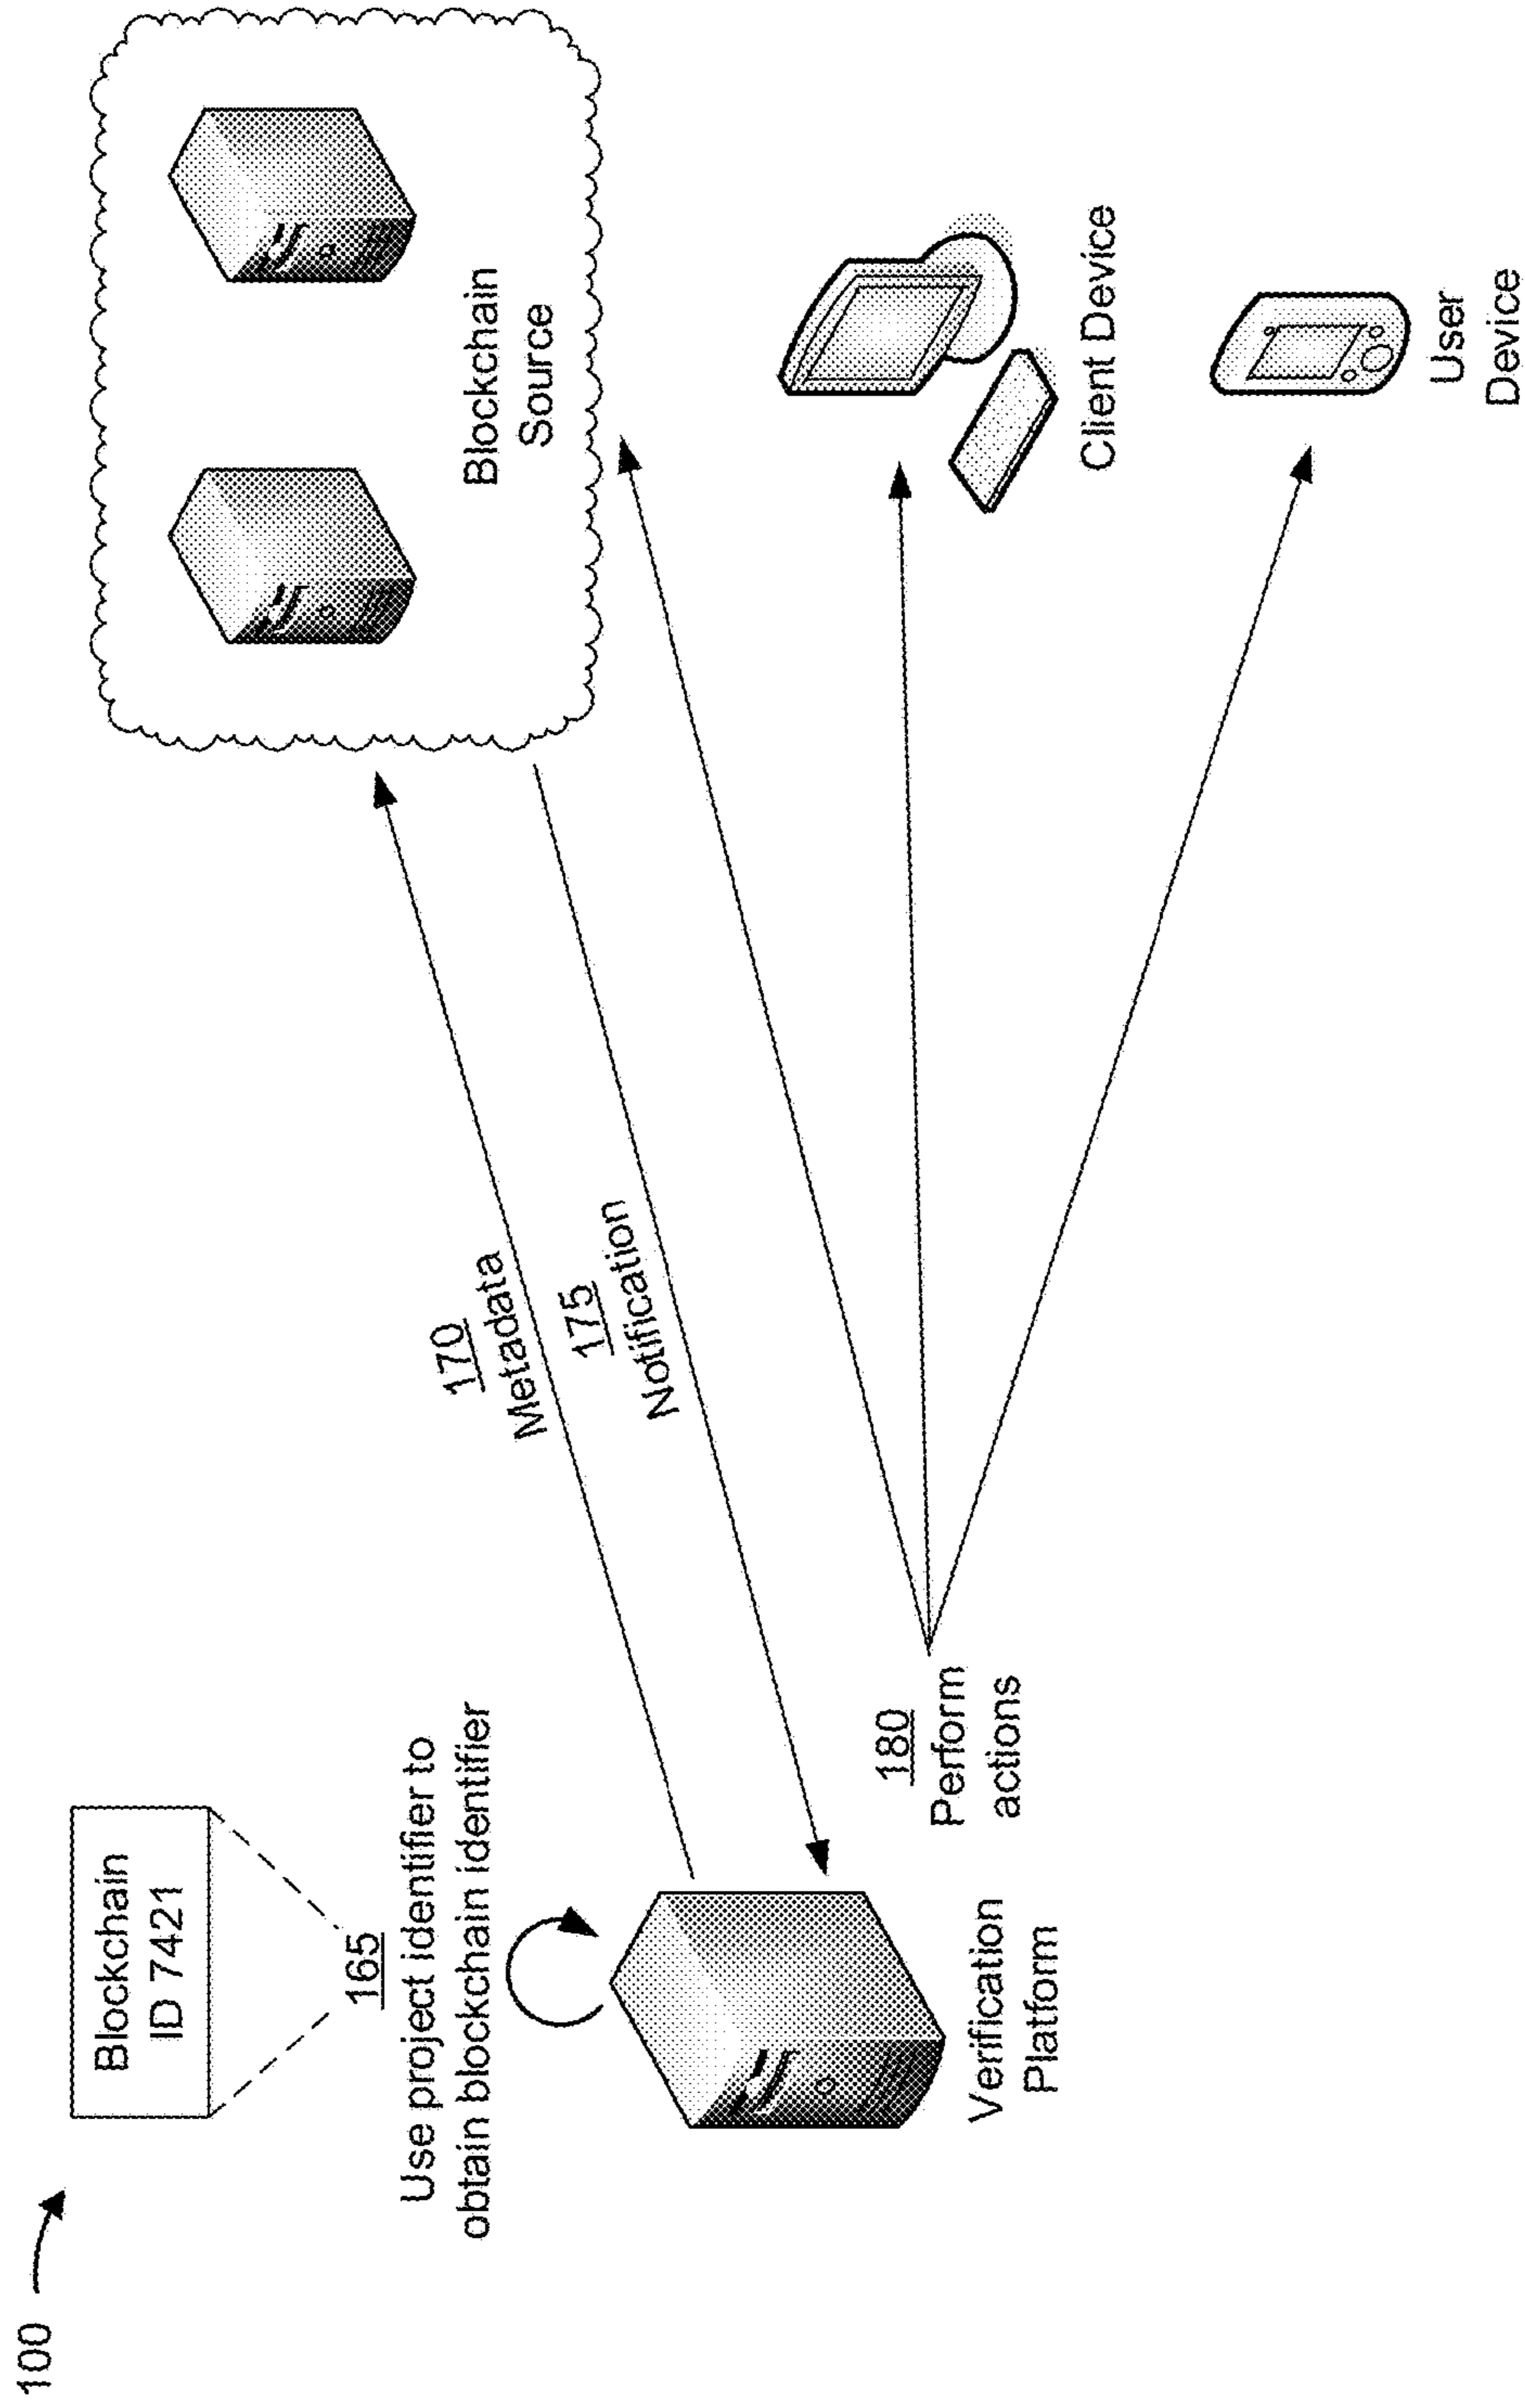 100
Blockchain
ID 7421
165
Use project identifier to
obtain blockchain identifier
Verification
Platform
170
Metadata
175
Notification
180
Perform
actions
Blockchain
Source
Client Device
User
Device